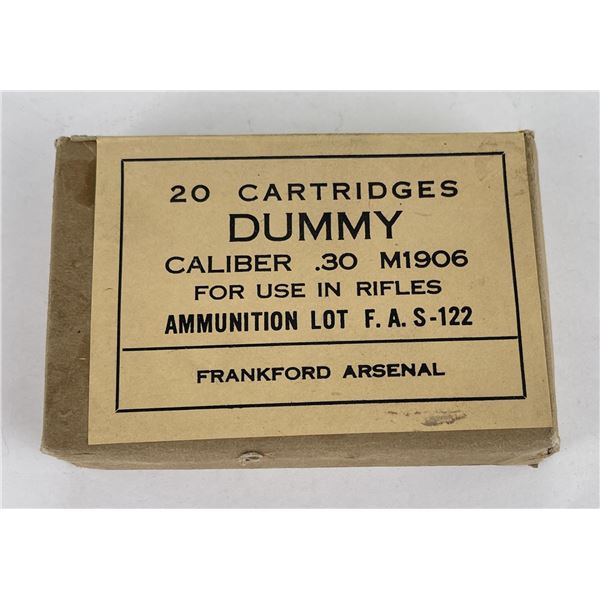 20 CARTRIDGES
DUMMY
CALIBER .30 M1906
FOR USE IN RIFLES
AMMUNITION LOT F. A. S-122
FRANKFORD ARSENAL